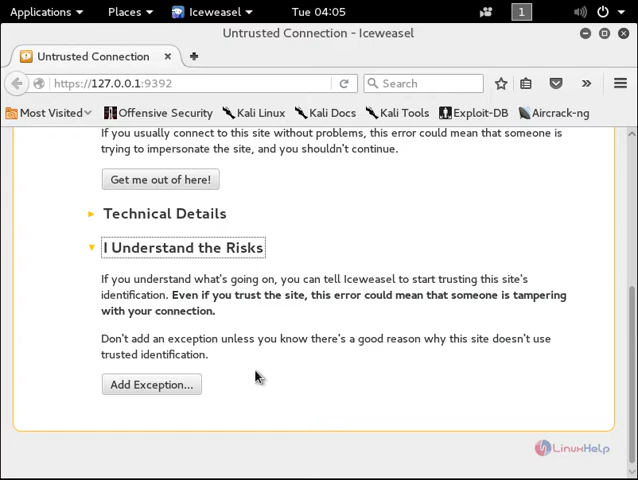 Applications Places Iceweasel Tue 04:05 1
Untrusted Connection - Iceweasel
Untrusted Connection
https://127.0.0.1:9392 Search
Most Visited Offensive Security Kali Linux Kali Docs Kali Tools Exploit-DB Aircrack-ng
If you usually connect to this site without problems, this error could mean that someone is
trying to impersonate the site, and you shouldn't continue.
Get me out of here!
Technical Details
I Understand the Risks
If you understand what's going on, you can tell Iceweasel to start trusting this site's
identification. Even if you trust the site, this error could mean that someone is tampering
with your connection.
Don't add an exception unless you know there's a good reason why this site doesn't use
trusted identification.
Add Exception...
LinuxHelp